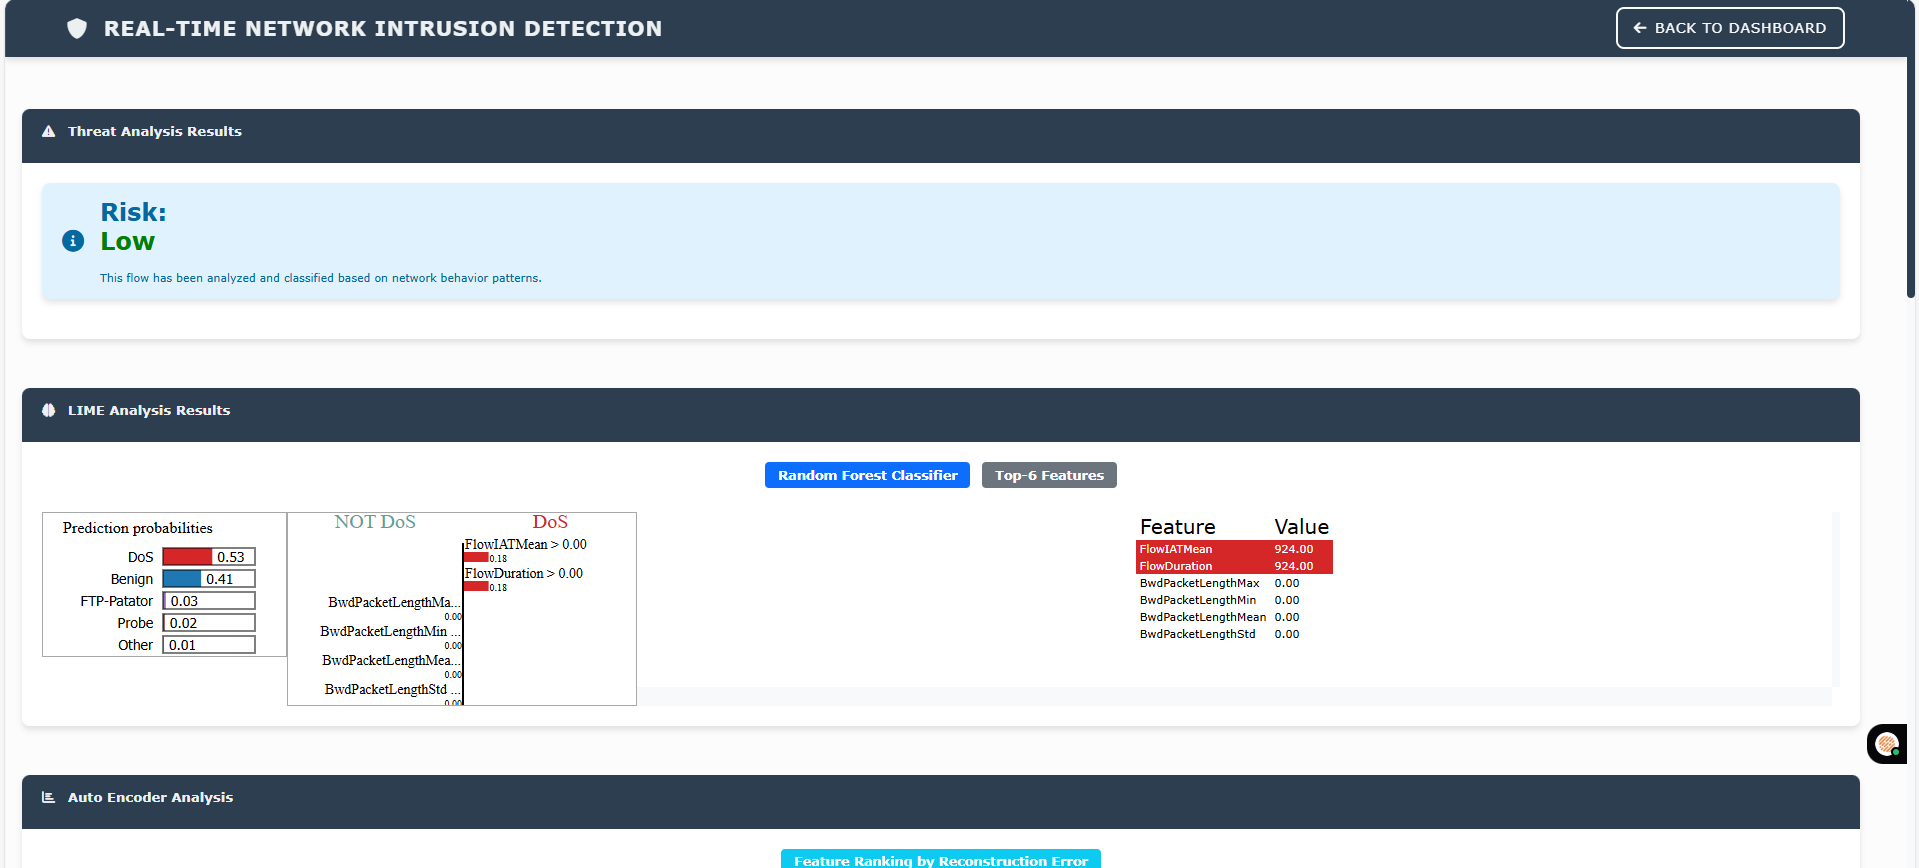 REAL-TIME NETWORK INTRUSION DETECTION
BACK TO DASHBOARD
Threat Analysis Results
Risk:
Low
This flow has been analyzed and classified based on network behavior patterns.
LIME Analysis Results
Random Forest Classifier
Top-6 Features
Prediction probabilities
DoS 0.53
Benign 0.41
FTP-Patator 0.03
Probe 0.02
Other 0.01
NOT DoS DoS
FlowIATMean > 0.00
0.18
FlowDuration > 0.00
0.18
BwdPacketLengthMa...
0.00
BwdPacketLengthMin ...
0.00
BwdPacketLengthMea...
0.00
BwdPacketLengthStd ...
0.00
Feature Value
FlowIATMean 924.00
FlowDuration 924.00
BwdPacketLengthMax 0.00
BwdPacketLengthMin 0.00
BwdPacketLengthMean 0.00
BwdPacketLengthStd 0.00
Auto Encoder Analysis
Feature Ranking by Reconstruction Error